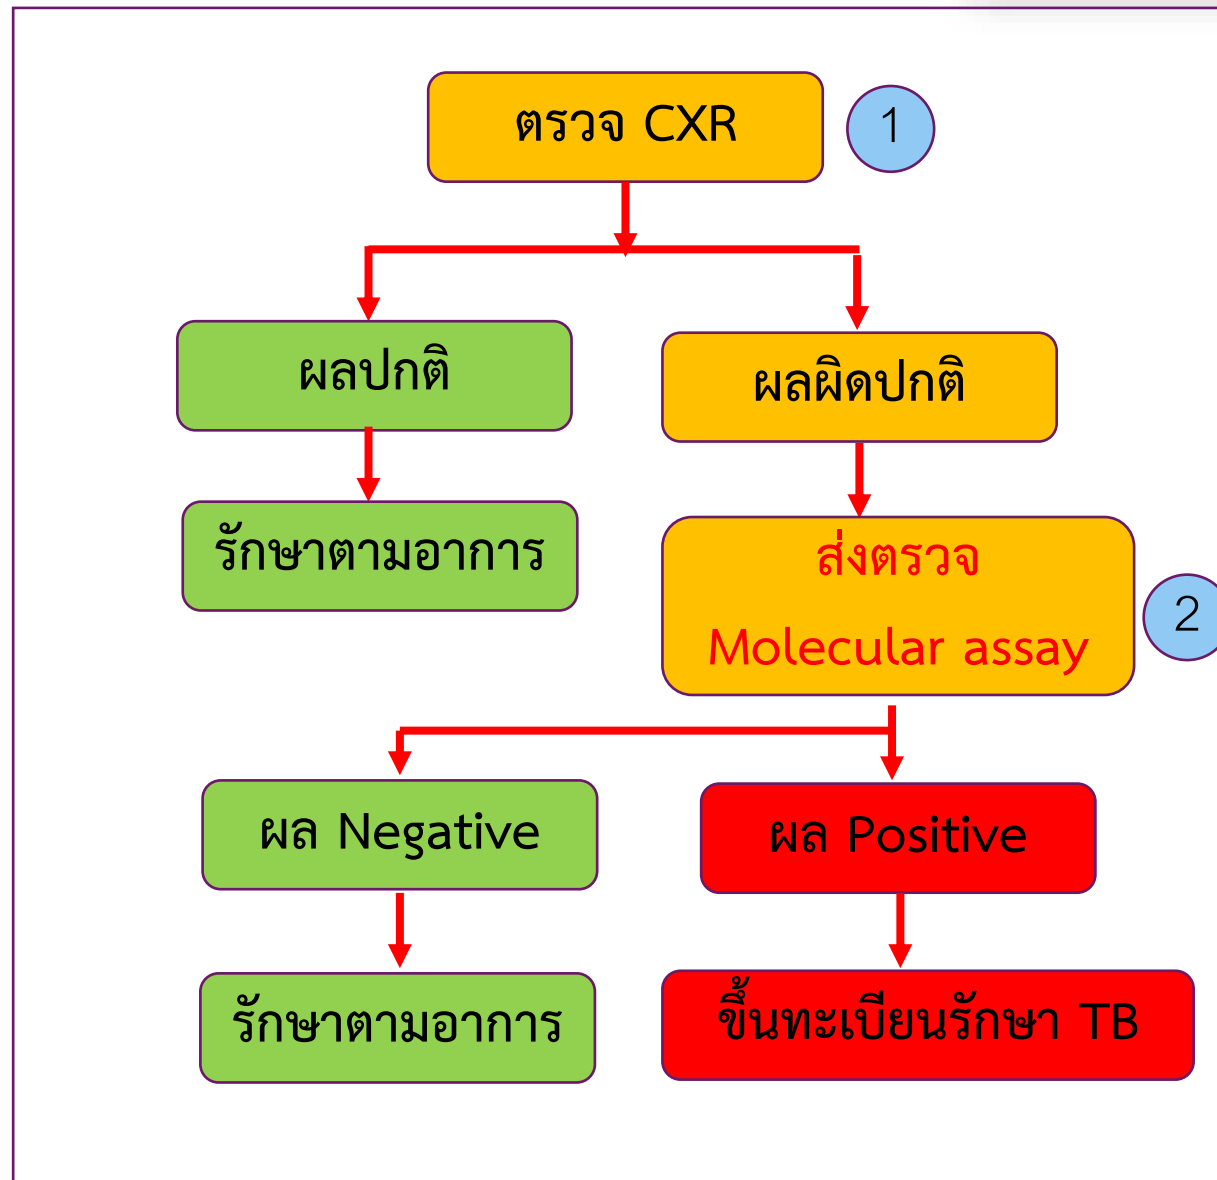 ตรวจ CXR
1
ผลปกติ
ผลผิดปกติ
รักษาตามอาการ
ส่งตรวจ
Molecular assay
2
ผล Negative
ผล Positive
รักษาตามอาการ
ขึ้นทะเบียนรักษา TB